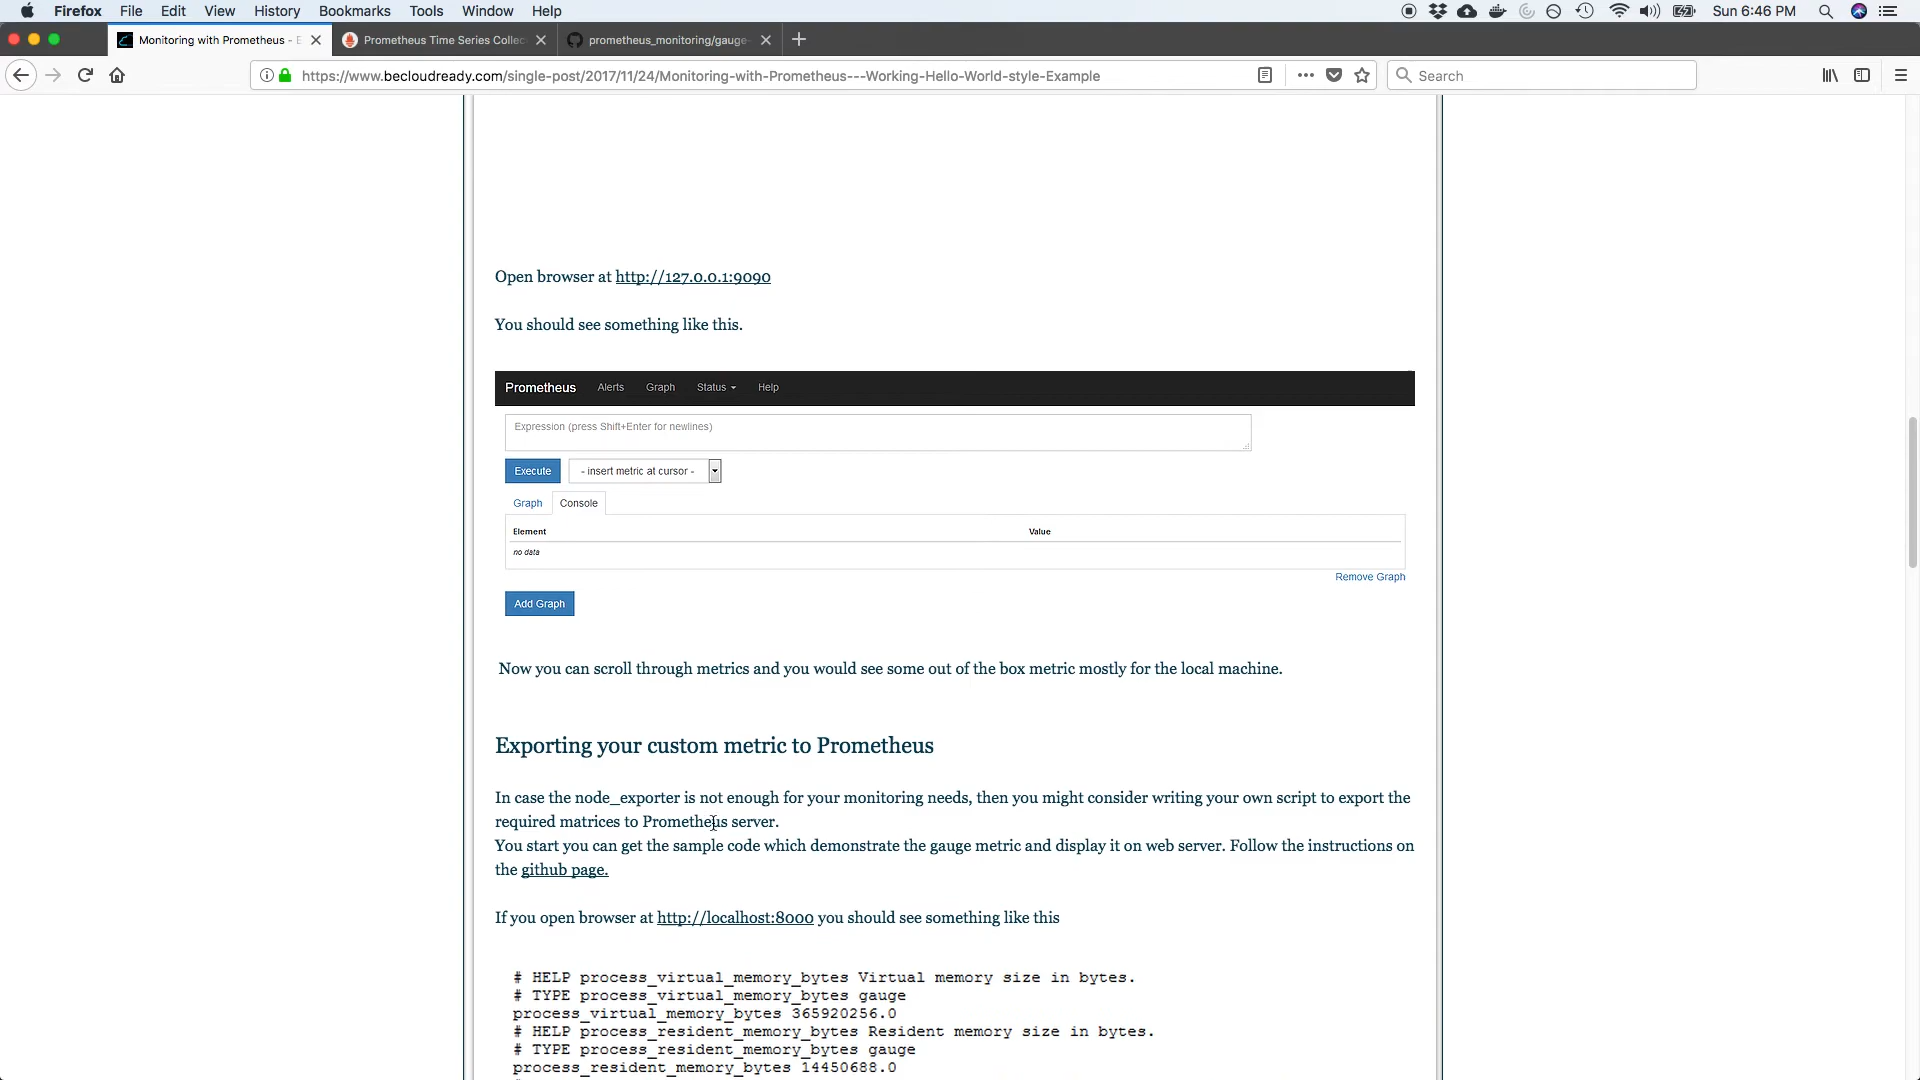 Firefox File Edit View History Bookmarks Tools Window Help Sun 6:46 PM
Monitoring with Prometheus - E Prometheus Time Series Collec prometheus_monitoring/gauge-
https://www.becloudready.com/single-post/2017/11/24/Monitoring-with-Prometheus---Working-Hello-World-style-Example Search
Open browser at http://127.0.0.1:9090
You should see something like this.
Prometheus Alerts Graph Status Help
Expression (press Shift+Enter for newlines)
Execute - insert metric at cursor -
Graph Console
Element Value
no data
Remove Graph
Add Graph
Now you can scroll through metrics and you would see some out of the box metric mostly for the local machine.
Exporting your custom metric to Prometheus
In case the node_exporter is not enough for your monitoring needs, then you might consider writing your own script to export the
required matrices to Prometheus server.
You start you can get the sample code which demonstrate the gauge metric and display it on web server. Follow the instructions on
the github page.
If you open browser at http://localhost:8000 you should see something like this
# HELP process_virtual_memory_bytes Virtual memory size in bytes.
# TYPE process_virtual_memory_bytes gauge
process_virtual_memory_bytes 365920256.0
# HELP process_resident_memory_bytes Resident memory size in bytes.
# TYPE process_resident_memory_bytes gauge
process_resident_memory_bytes 14450688.0